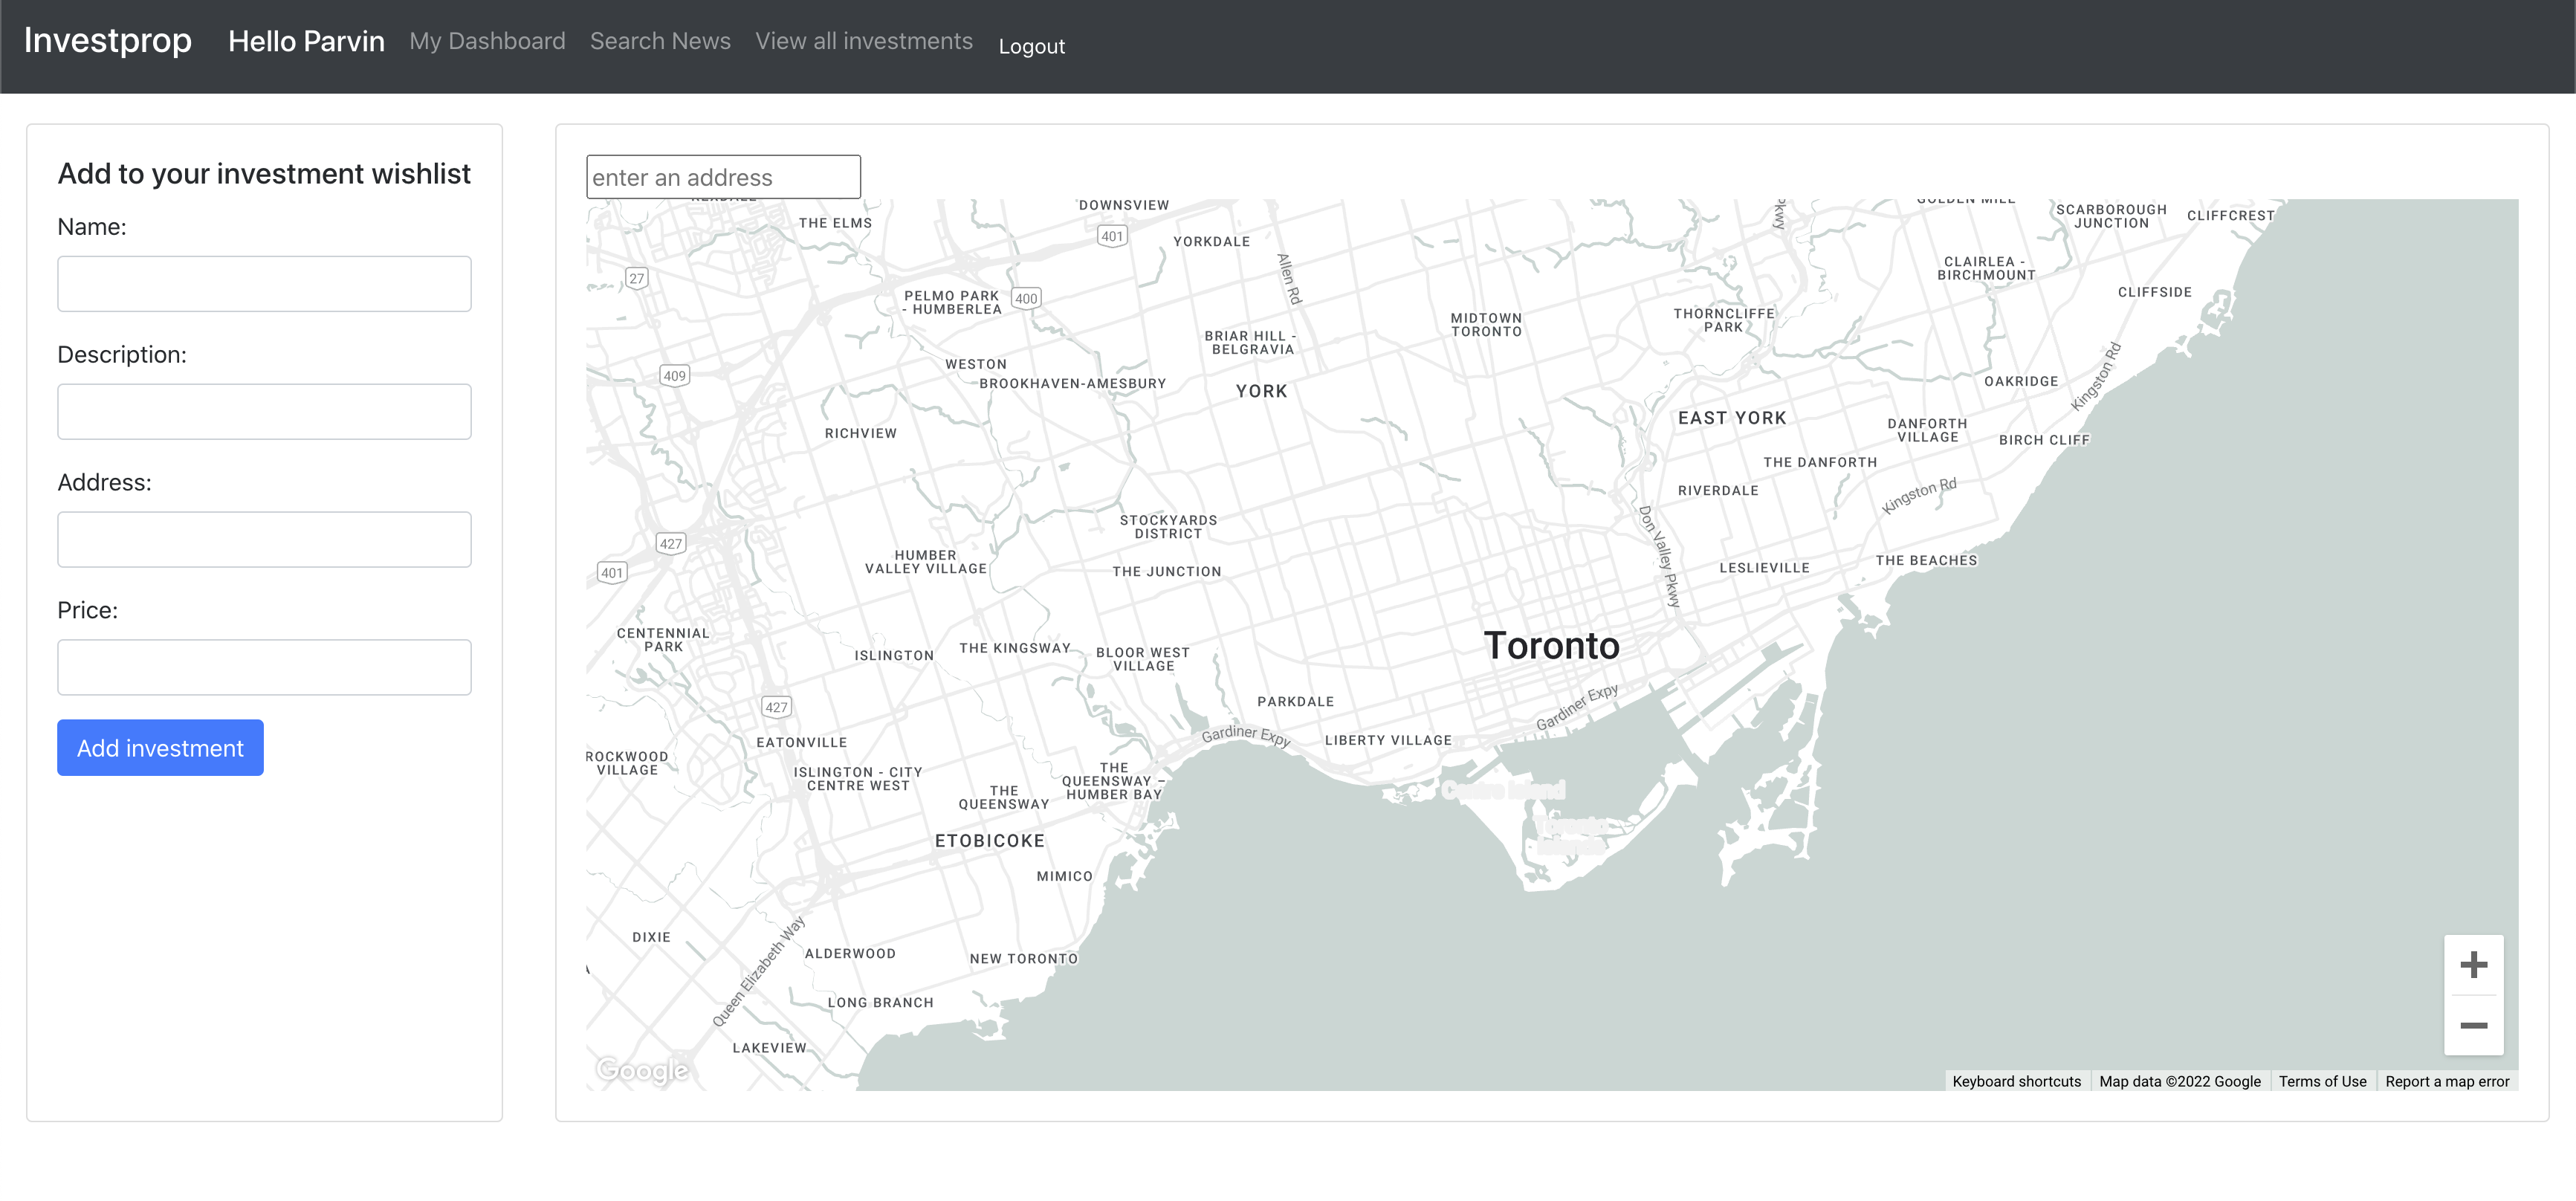 Investprop Hello Parvin My Dashboard Search News View all investments Logout
Add to your investment wishlist
Name:
Description:
Address:
Price:
Add investment
enter an address
DOWNSVIEW
SCARBOROUGH
JUNCTION
CLIFFCREST
THE ELMS
401
YORKDALE
Allen Rd
27
CLAIRLEA -
BIRCHMOUNT
PELMO PARK
- HUMBERLEA
400
CLIFFSIDE
MIDTOWN
TORONTO
THORNCLIFFE
PARK
BRIAR HILL -
BELGRAVIA
WESTON
409
BROOKHAVEN-AMESBURY
YORK
OAKRIDGE
Kingston Rd
EAST YORK
DANFORTH
VILLAGE
RICHVIEW
BIRCH CLIFF
THE DANFORTH
RIVERDALE
Kingston Rd
STOCKYARDS
DISTRICT
Don Valley Pkwy
427
HUMBER
VALLEY VILLAGE
401
THE JUNCTION
LESLIEVILLE
THE BEACHES
CENTENNIAL
PARK
ISLINGTON
THE KINGSWAY
BLOOR WEST
VILLAGE
Toronto
427
PARKDALE
Gardiner Expy
EATONVILLE
Gardiner Expy
LIBERTY VILLAGE
ROCKWOOD
VILLAGE
ISLINGTON - CITY
CENTRE WEST
THE
QUEENSWAY
THE
QUEENSWAY –
HUMBER BAY
Centre Island
ETOBICOKE
MIMICO
DIXIE
Queen Elizabeth Way
ALDERWOOD
NEW TORONTO
LONG BRANCH
LAKEVIEW
Google
Keyboard shortcuts Map data ©2022 Google Terms of Use Report a map error